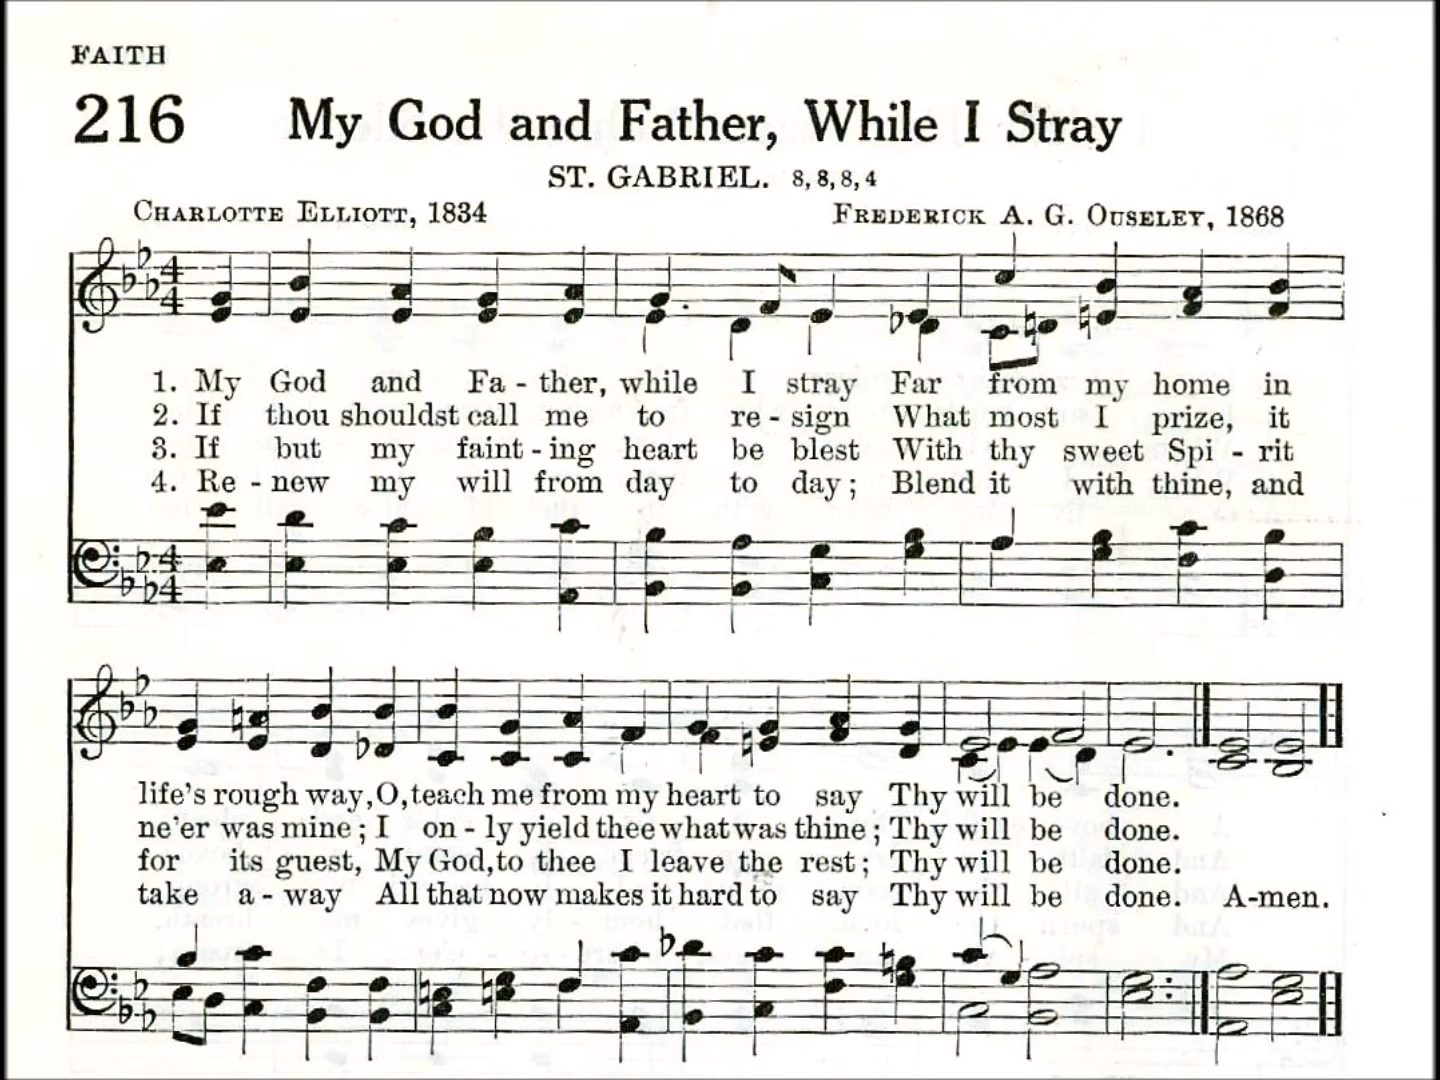 FAITH
216 My God and Father, While I Stray
ST. GABRIEL. 8, 8, 8, 4
CHARLOTTE ELLIOTT, 1834 FREDERICK A. G. OUSELEY, 1868
1. My God and Fa - ther, while I stray Far from my home in
2. If thou shouldst call me to re - sign What most I prize, it
3. If but my faint - ing heart be blest With thy sweet Spi - rit
4. Re - new my will from day to day; Blend it with thine, and
life's rough way, O, teach me from my heart to say Thy will be done.
ne'er was mine; I on - ly yield thee what was thine; Thy will be done.
for its guest, My God, to thee I leave the rest; Thy will be done.
take a - way All that now makes it hard to say Thy will be done. A-men.